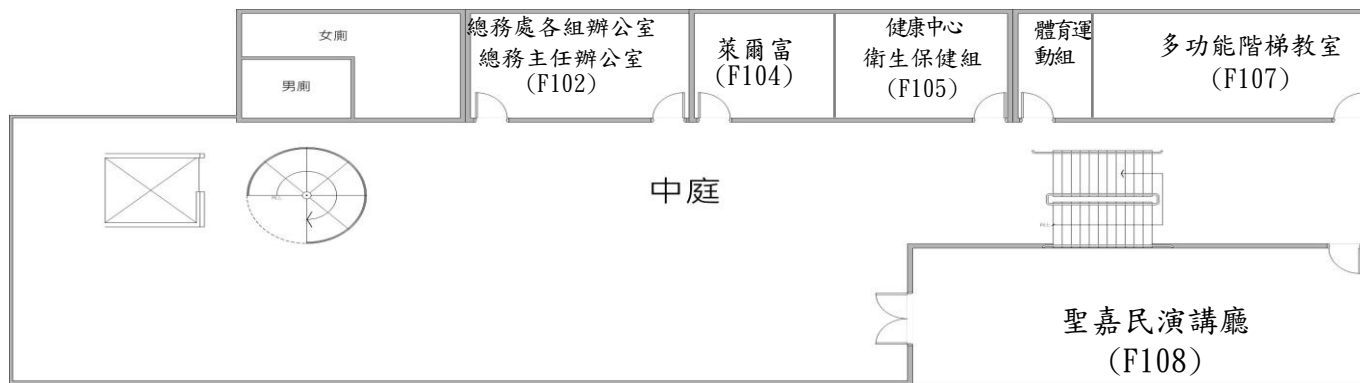 女廁
男廁
總務處各組辦公室
總務主任辦公室
(F102)
萊爾富
(F104)
健康中心
衛生保健組
(F105)
體育運
動組
多功能階梯教室
(F107)
中庭
聖嘉民演講廳
(F108)